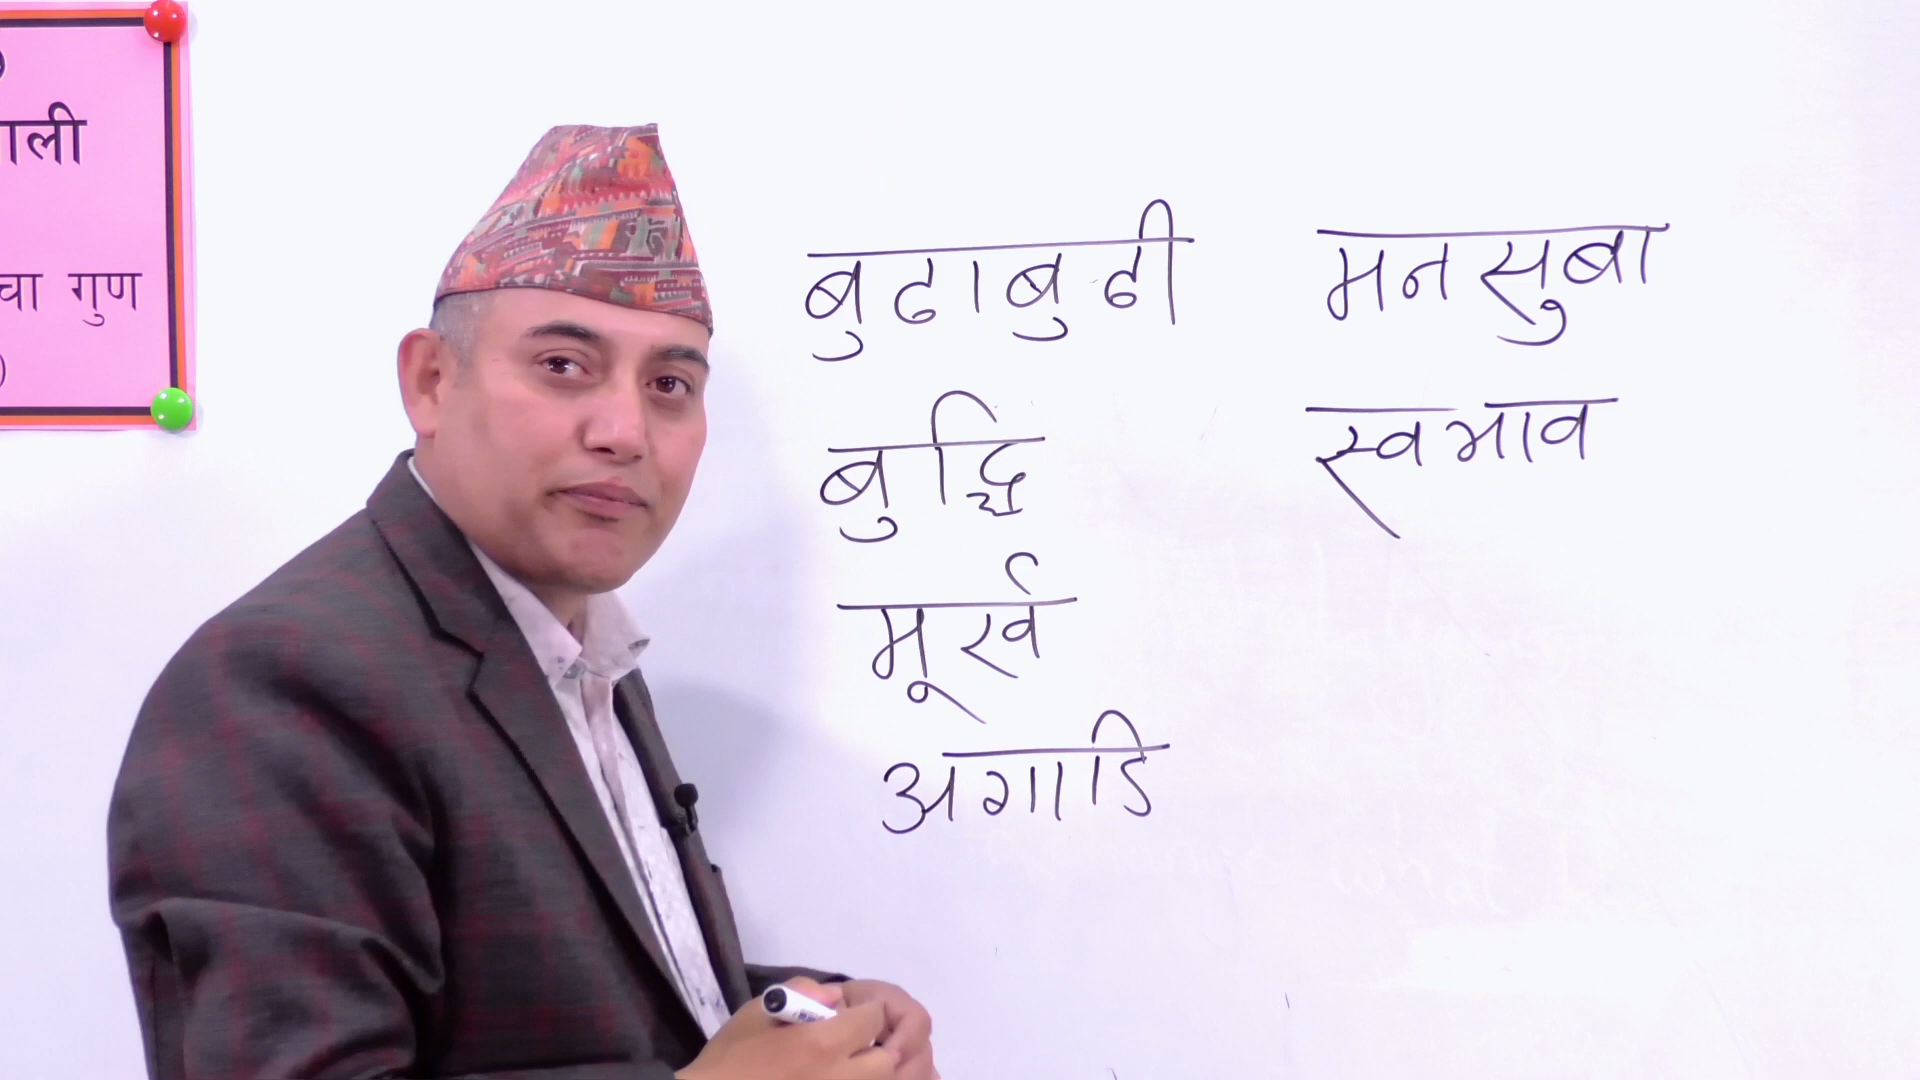 चा गुण
बुढाबुढी
बुद्धि
मूर्ख
अगाडि
मनसुबा
स्वभाव